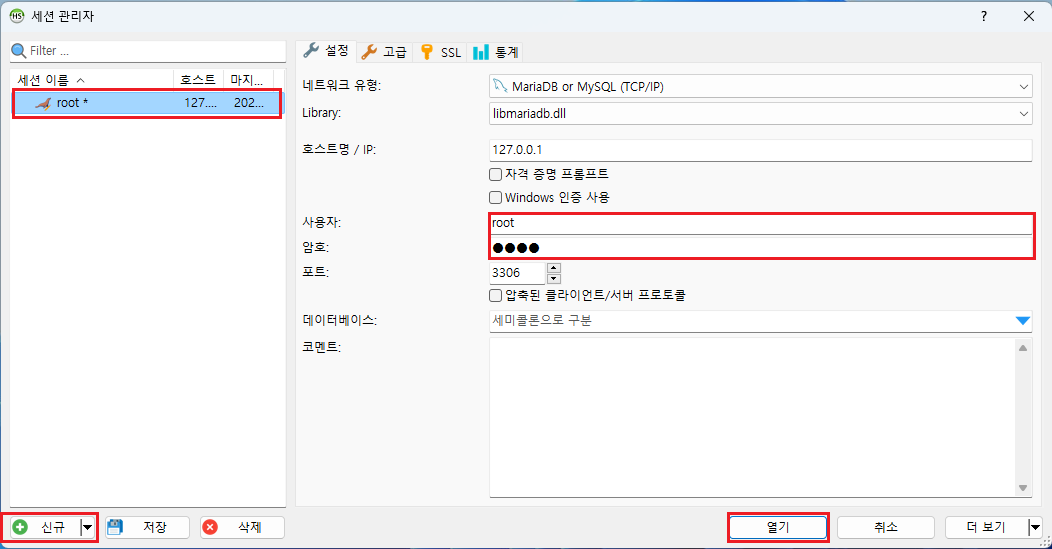 세션 관리자
Filter ...
세션 이름 호스트 마지...
root * 127.... 202...
설정 고급 SSL 통계
네트워크 유형: MariaDB or MySQL (TCP/IP)
Library: libmariadb.dll
호스트명 / IP: 127.0.0.1
자격 증명 프롬프트
Windows 인증 사용
사용자: root
암호: ●●●●
포트: 3306
압축된 클라이언트/서버 프로토콜
데이터베이스: 세미콜론으로 구분
코멘트:
신규 저장 삭제 열기 취소 더 보기